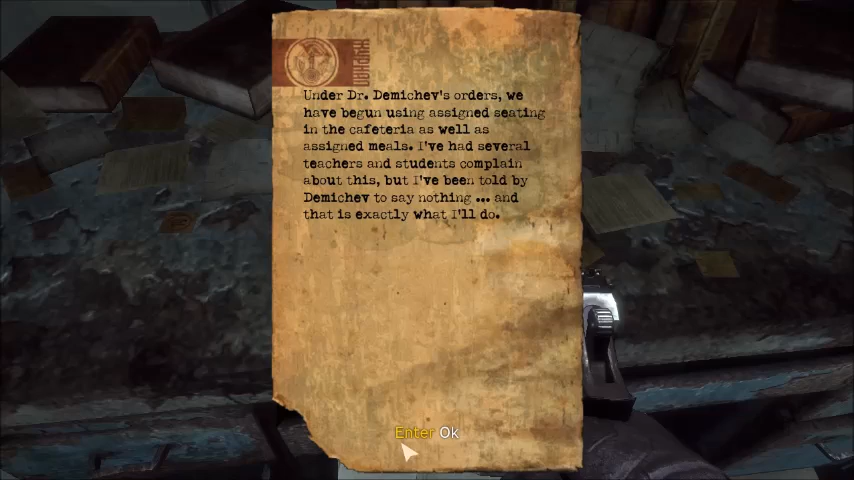 Under Dr. Demichev's orders, we
have begun using assigned seating
in the cafeteria as well as
assigned meals. I've had several
teachers and students complain
about this, but I've been told by
Demichev to say nothing ... and
that is exactly what I'll do.
Enter Ok